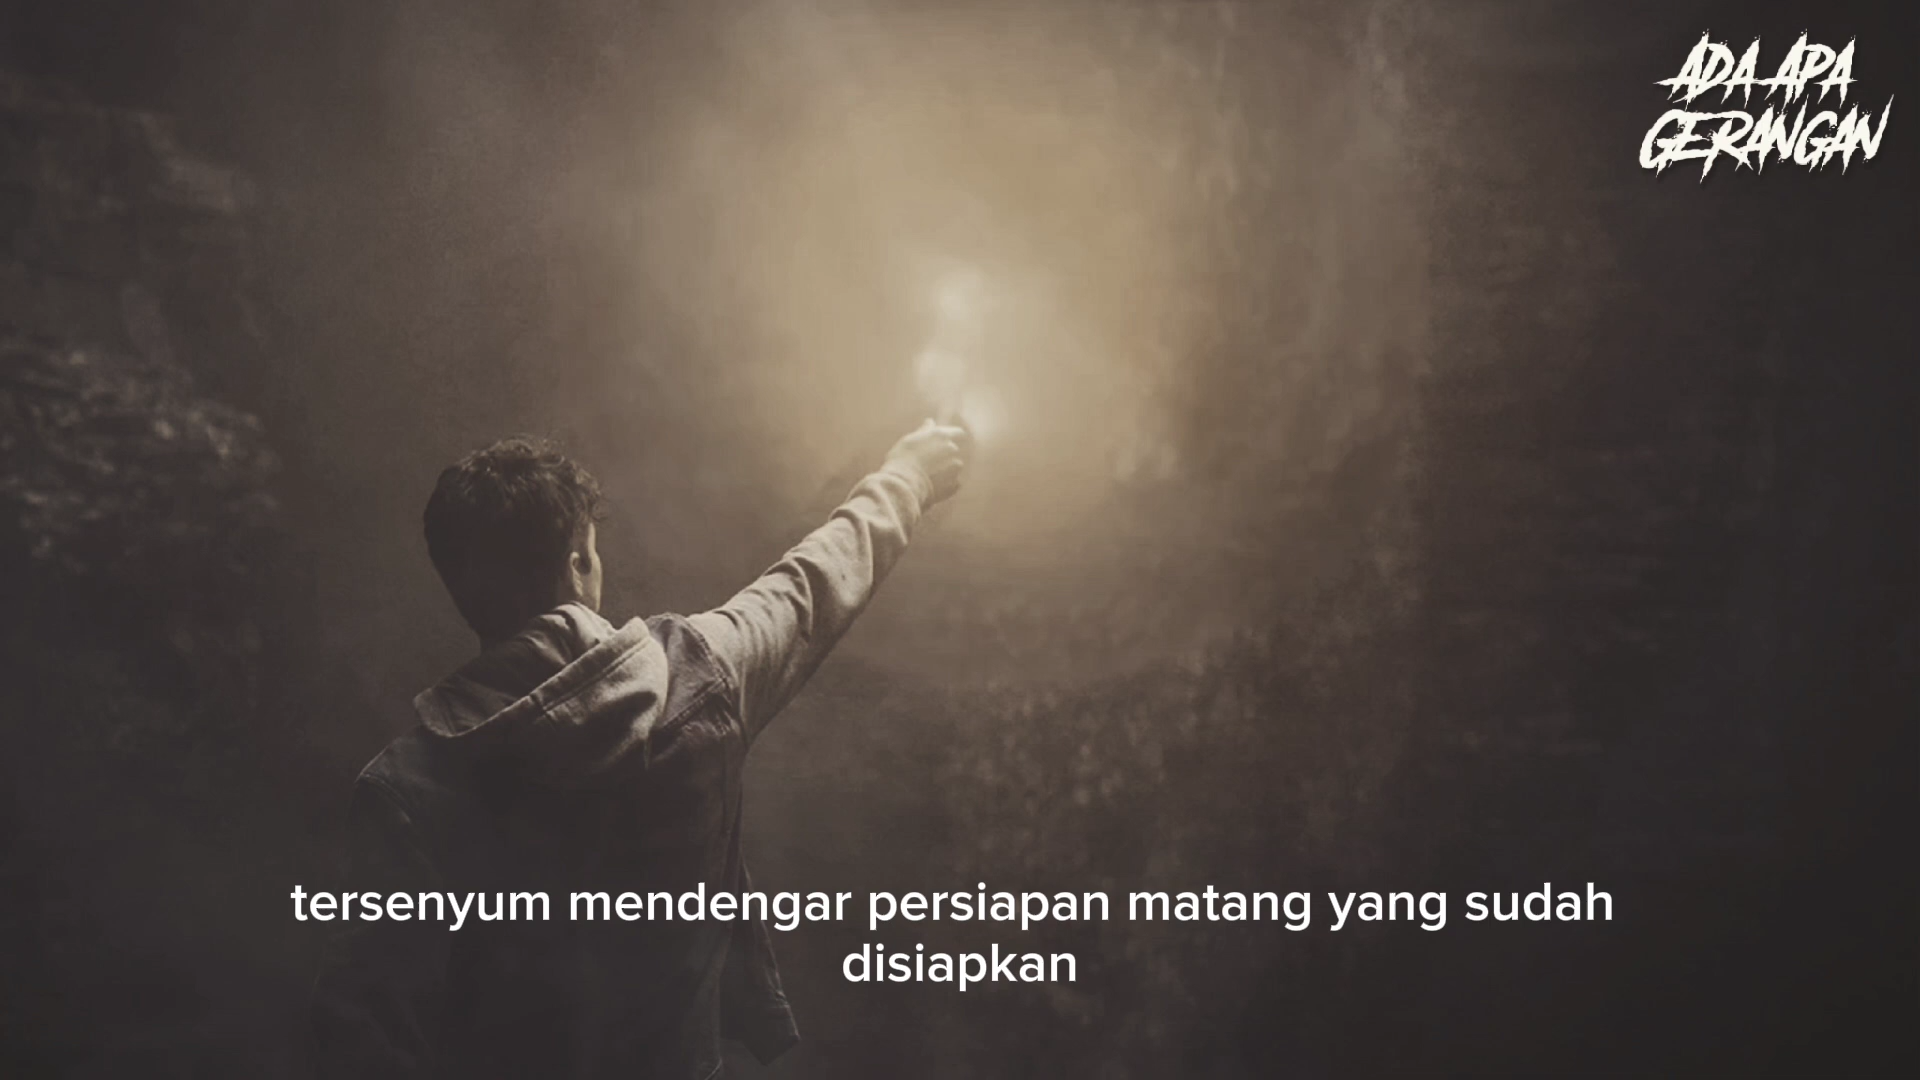 ADA APA
GERANGAN
tersenyum mendengar persiapan matang yang sudah
disiapkan